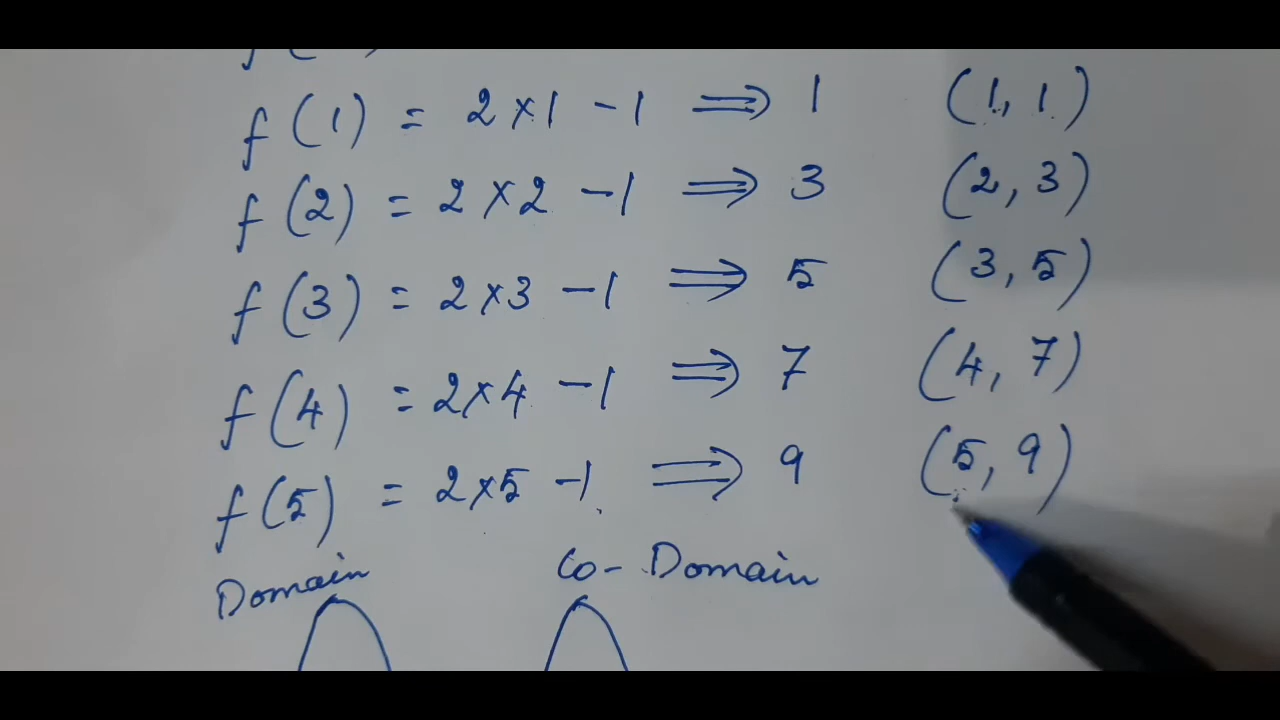 f(1) = 2×1 -1 ⟹ 1 (1, 1)
f(2) = 2×2 -1 ⟹ 3 (2, 3)
f(3) = 2×3 -1 ⟹ 5 (3, 5)
f(4) = 2×4 -1 ⟹ 7 (4, 7)
f(5) = 2×5 -1 ⟹ 9 (5, 9)
Domain Co-Domain